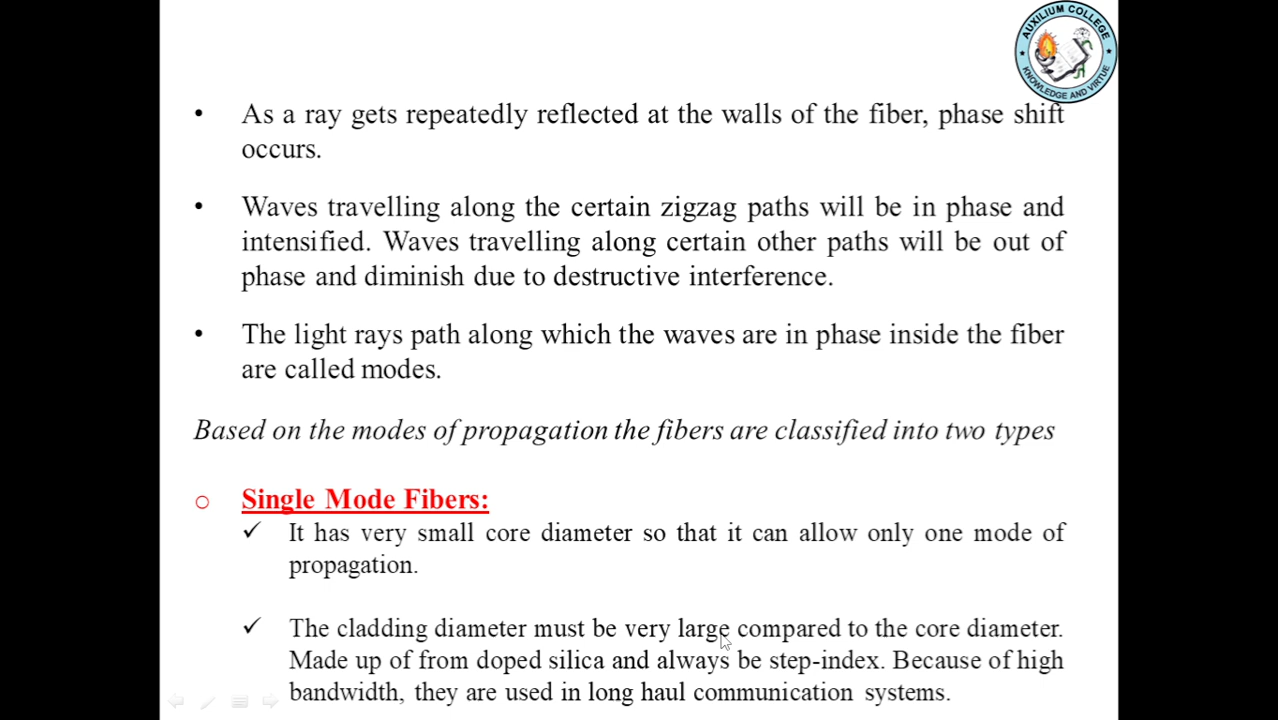 AUXILIUM COLLEGE
KNOWLEDGE AND VIRTUE
• As a ray gets repeatedly reflected at the walls of the fiber, phase shift
occurs.
• Waves travelling along the certain zigzag paths will be in phase and
intensified. Waves travelling along certain other paths will be out of
phase and diminish due to destructive interference.
• The light rays path along which the waves are in phase inside the fiber
are called modes.
Based on the modes of propagation the fibers are classified into two types
o Single Mode Fibers:
✓ It has very small core diameter so that it can allow only one mode of
propagation.
✓ The cladding diameter must be very large compared to the core diameter.
Made up of from doped silica and always be step-index. Because of high
bandwidth, they are used in long haul communication systems.